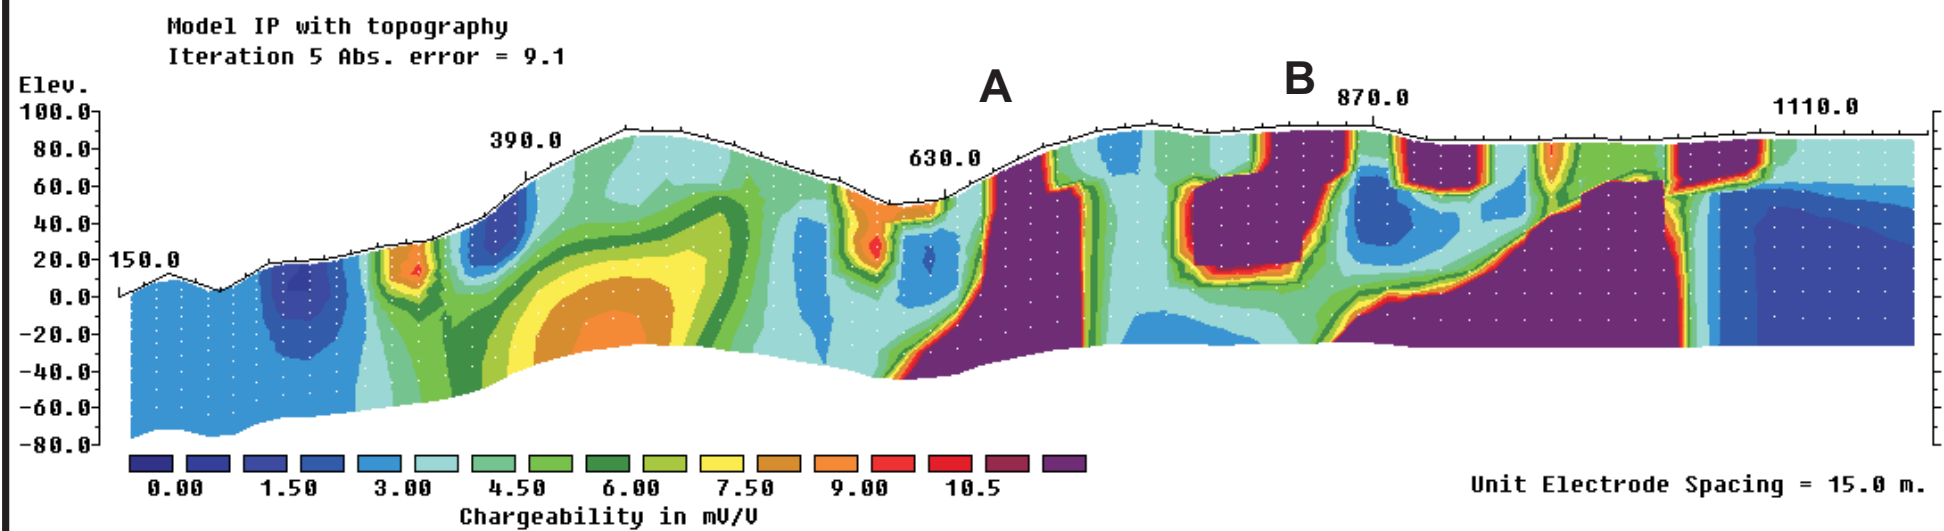 Model IP with topography
Iteration 5 Abs. error = 9.1
Elev.
A
B
870.0
1110.0
100.0
390.0
80.0
630.0
60.0
40.0
20.0
150.0
0.0
-20.0
-40.0
-60.0
-80.0
0.00 1.50 3.00 4.50 6.00 7.50 9.00 10.5
Unit Electrode Spacing = 15.0 m.
Chargeability in mV/V